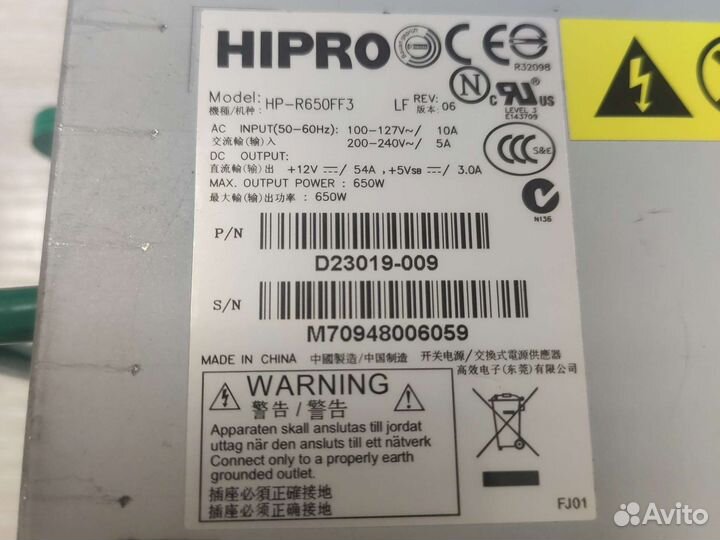 HIPRO
R32098
Model: HP-R650FF3 LF REV: 06
機種/机种: 版本:
N
C UL US
LEVEL 3
E143709
AC INPUT(50-60Hz): 100-127V~/ 10A
交流輸(输)入 200-240V~/ 5A
DC OUTPUT:
直流輸(输)出 +12V⎓/ 54A, +5VSB⎓/ 3.0A
MAX. OUTPUT POWER : 650W
最大輸(输)出功率 : 650W
CCC S&E
N136
P/N
D23019-009
S/N
M70948006059
MADE IN CHINA 中國製造/中国制造 开关电源/交換式電源供應器
高效电子(东莞)有限公司
WARNING
警告/警告
Apparaten skall anslutas till jordat
uttag när den ansluts till ett nätverk
Connect only to a properly earth
grounded outlet.
插座必須正確接地
插座必须正确接地
FJ01
Avito